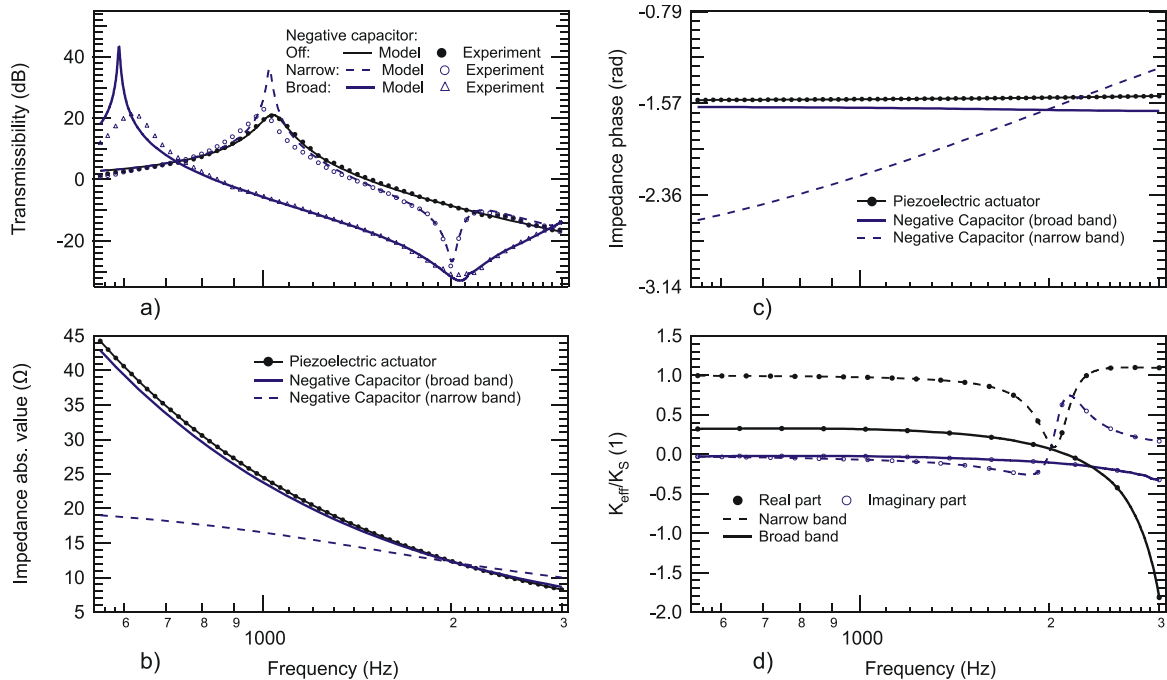 Negative capacitor:
Off: Model Experiment
Narrow: Model Experiment
Broad: Model Experiment
Transmissibility (dB)
40
20
0
-20
a)
Impedance phase (rad)
-0.79
-1.57
-2.36
-3.14
Piezoelectric actuator
Negative Capacitor (broad band)
Negative Capacitor (narrow band)
c)
Impedance abs. value (Ω)
45
40
35
30
25
20
15
10
5
Piezoelectric actuator
Negative Capacitor (broad band)
Negative Capacitor (narrow band)
6 7 8 9 1000 2 3
Frequency (Hz)
b)
Keff/KS (1)
1.5
1.0
0.5
0.0
-0.5
-1.0
-1.5
-2.0
Real part Imaginary part
Narrow band
Broad band
6 7 8 9 1000 2 3
Frequency (Hz)
d)